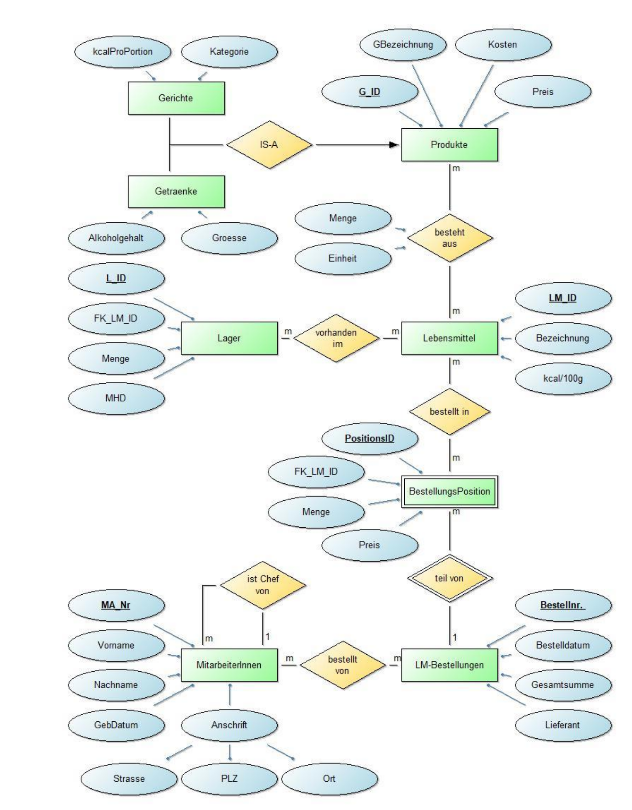 kcalProPortion
Kategorie
GBezeichnung
Kosten
Gerichte
G_ID
Preis
IS-A
Produkte
m
Getraenke
Menge
besteht
aus
Alkoholgehalt
Groesse
Einheit
L_ID
m
LM_ID
FK_LM_ID
Lager
m
vorhanden
im
m
Lebensmittel
Bezeichnung
Menge
m
kcal/100g
MHD
bestellt in
PositionsID
m
FK_LM_ID
BestellungsPosition
Menge
m
Preis
ist Chef
von
teil von
MA_Nr
m
1
1
Bestellnr.
Vorname
Bestelldatum
MitarbeiterInnen
m
bestellt
von
m
LM-Bestellungen
Nachname
Gesamtsumme
GebDatum
Anschrift
Lieferant
Strasse
PLZ
Ort